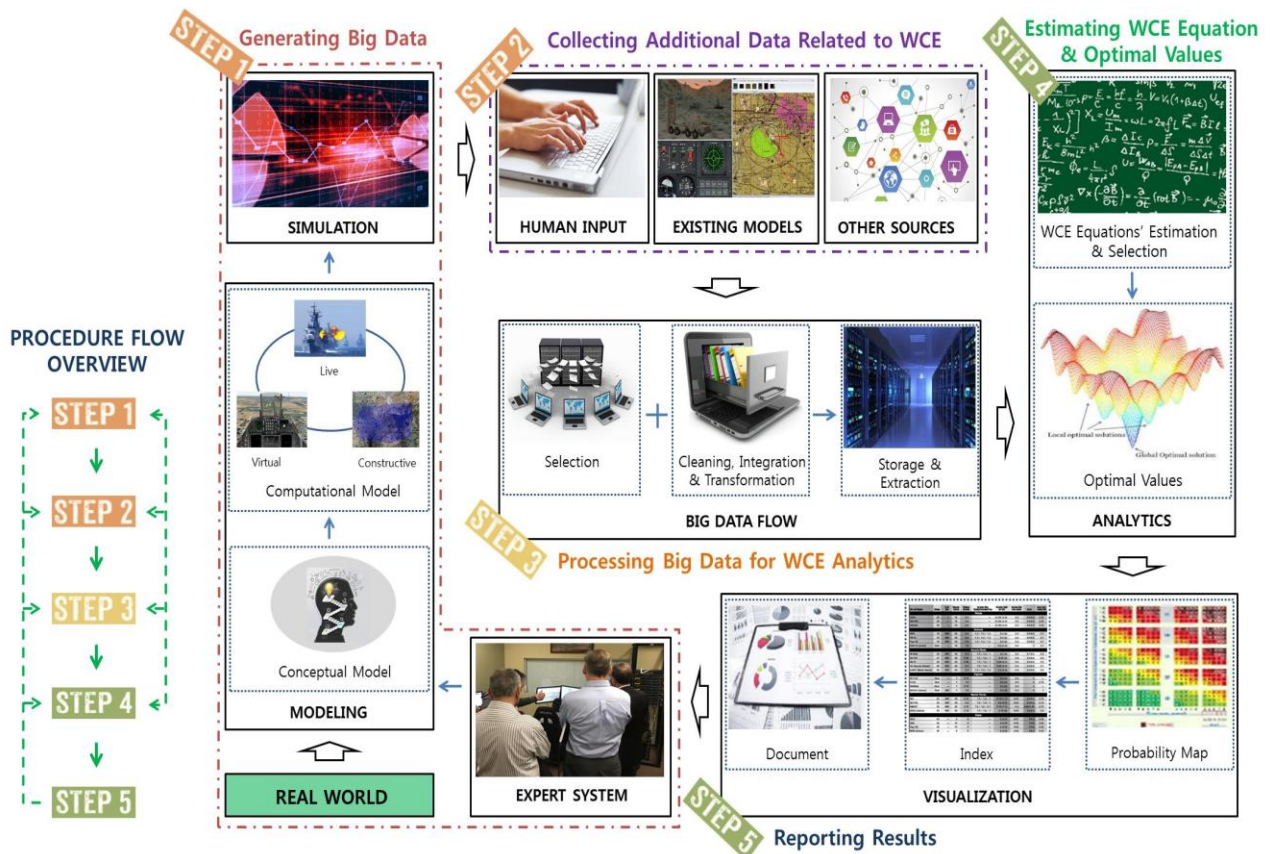 STEP 1
Generating Big Data
SIMULATION
Live
Virtual
Constructive
Computational Model
Conceptual Model
MODELING
REAL WORLD
EXPERT SYSTEM
STEP 2
Collecting Additional Data Related to WCE
HUMAN INPUT
EXISTING MODELS
OTHER SOURCES
Selection
Cleaning, Integration
& Transformation
Storage &
Extraction
BIG DATA FLOW
STEP 3
Processing Big Data for WCE Analytics
STEP 4
Estimating WCE Equation
& Optimal Values
WCE Equations' Estimation
& Selection
Local optimal solutions
Global Optimal solution
Optimal Values
ANALYTICS
Document
Index
Probability Map
VISUALIZATION
STEP 5
Reporting Results
PROCEDURE FLOW
OVERVIEW
STEP 1
STEP 2
STEP 3
STEP 4
STEP 5